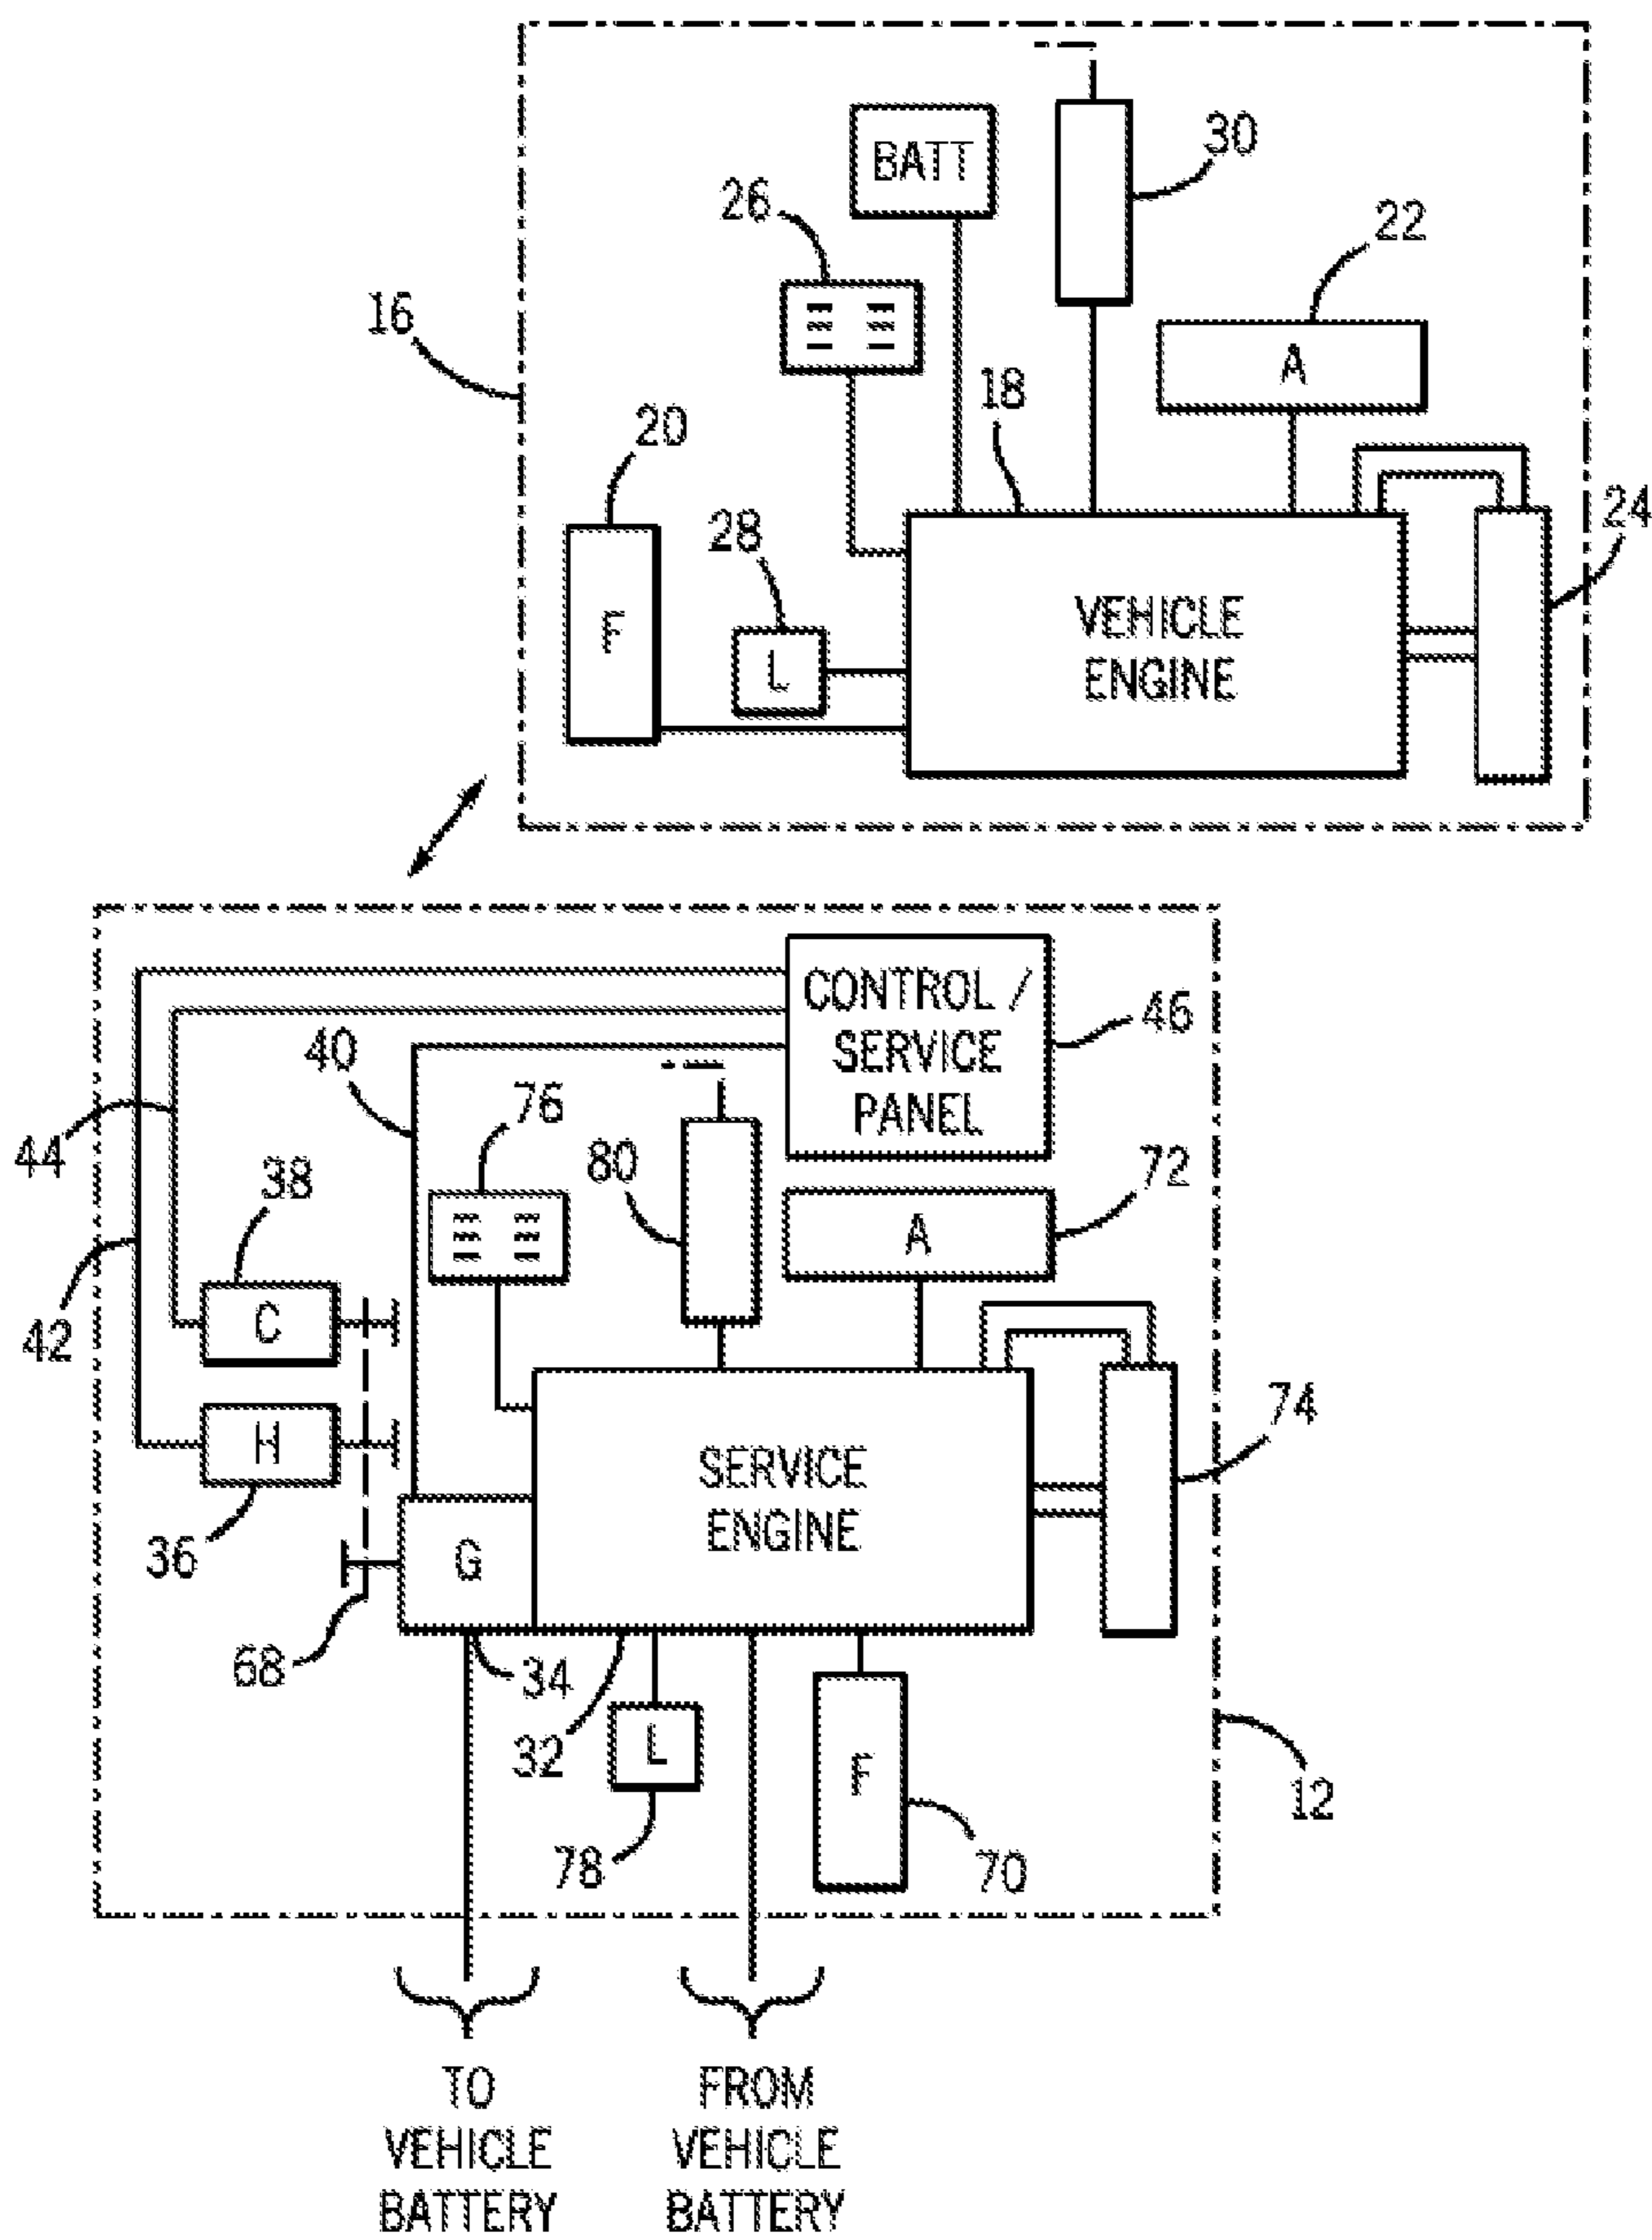 30
BATT
26
22
16
A
18
20
24
28
F
VEHICLE
ENGINE
L
CONTROL /
SERVICE
PANEL
46
40
76
44
38
80
72
A
42
C
74
H
SERVICE
ENGINE
36
G
68
34
32
L
F
12
78
70
TO
VEHICLE
BATTERY
FROM
VEHICLE
BATTERY